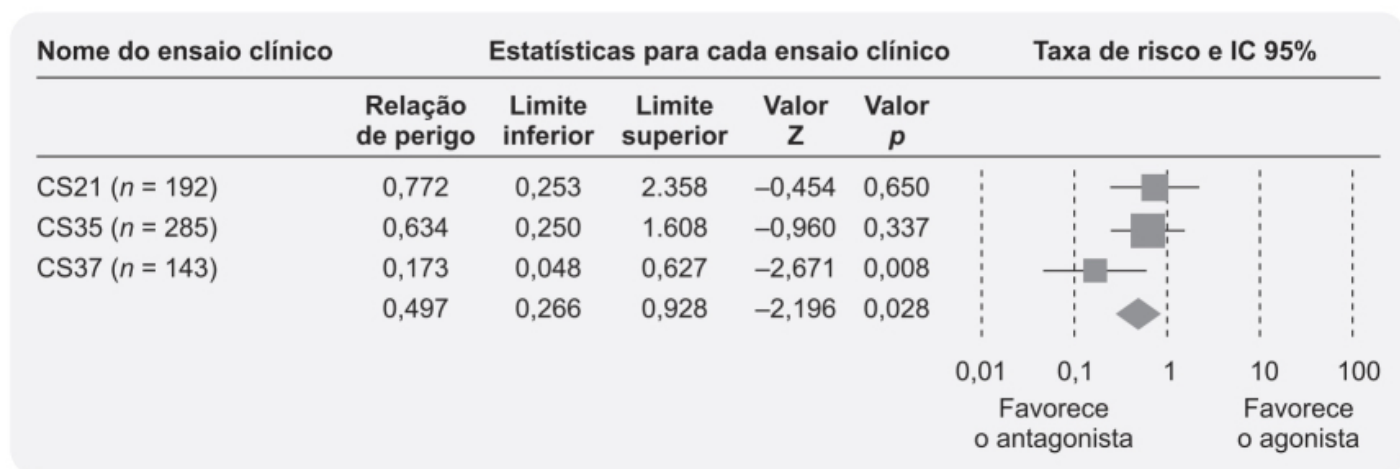 Nome do ensaio clínico Estatísticas para cada ensaio clínico Taxa de risco e IC 95%
Relação de perigo Limite inferior Limite superior Valor Z Valor p
CS21 (n = 192) 0,772 0,253 2.358 –0,454 0,650
CS35 (n = 285) 0,634 0,250 1.608 –0,960 0,337
CS37 (n = 143) 0,173 0,048 0,627 –2,671 0,008
0,497 0,266 0,928 –2,196 0,028
0,01 0,1 1 10 100
Favorece o antagonista
Favorece o agonista